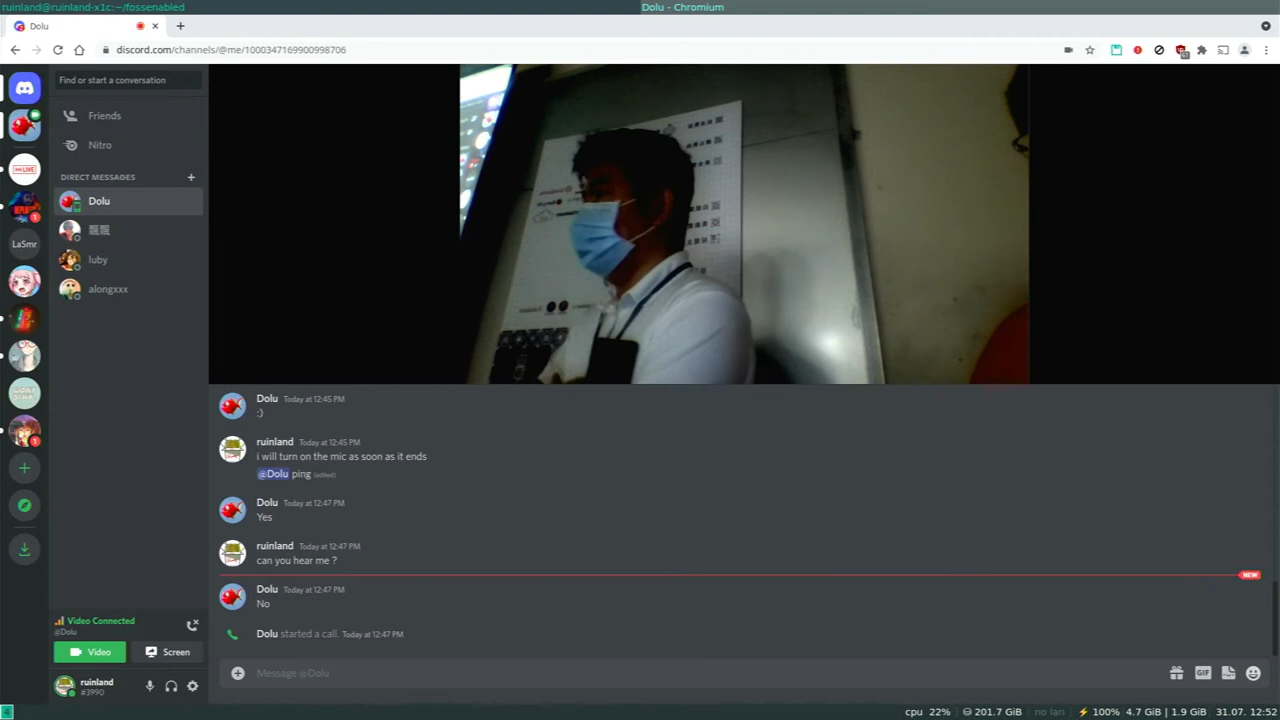 ruinland@ruinland-x1c:~/fossenabled
Dolu - Chromium
Dolu
discord.com/channels/@me/1000347169900998706
Find or start a conversation
Friends
Nitro
DIRECT MESSAGES
Dolu
luby
alongxxx
LIVE
1
LaSmr
1
Dolu Today at 12:45 PM
:)
ruinland Today at 12:45 PM
i will turn on the mic as soon as it ends
@Dolu ping (edited)
Dolu Today at 12:47 PM
Yes
ruinland Today at 12:47 PM
can you hear me ?
NEW
Dolu Today at 12:47 PM
No
Dolu started a call. Today at 12:47 PM
Message @Dolu
GIF
Video Connected
@Dolu
Video
Screen
ruinland
#3990
4
cpu 22% 201.7 GiB no lan 100% 4.7 GiB | 1.9 GiB 31.07. 12:52